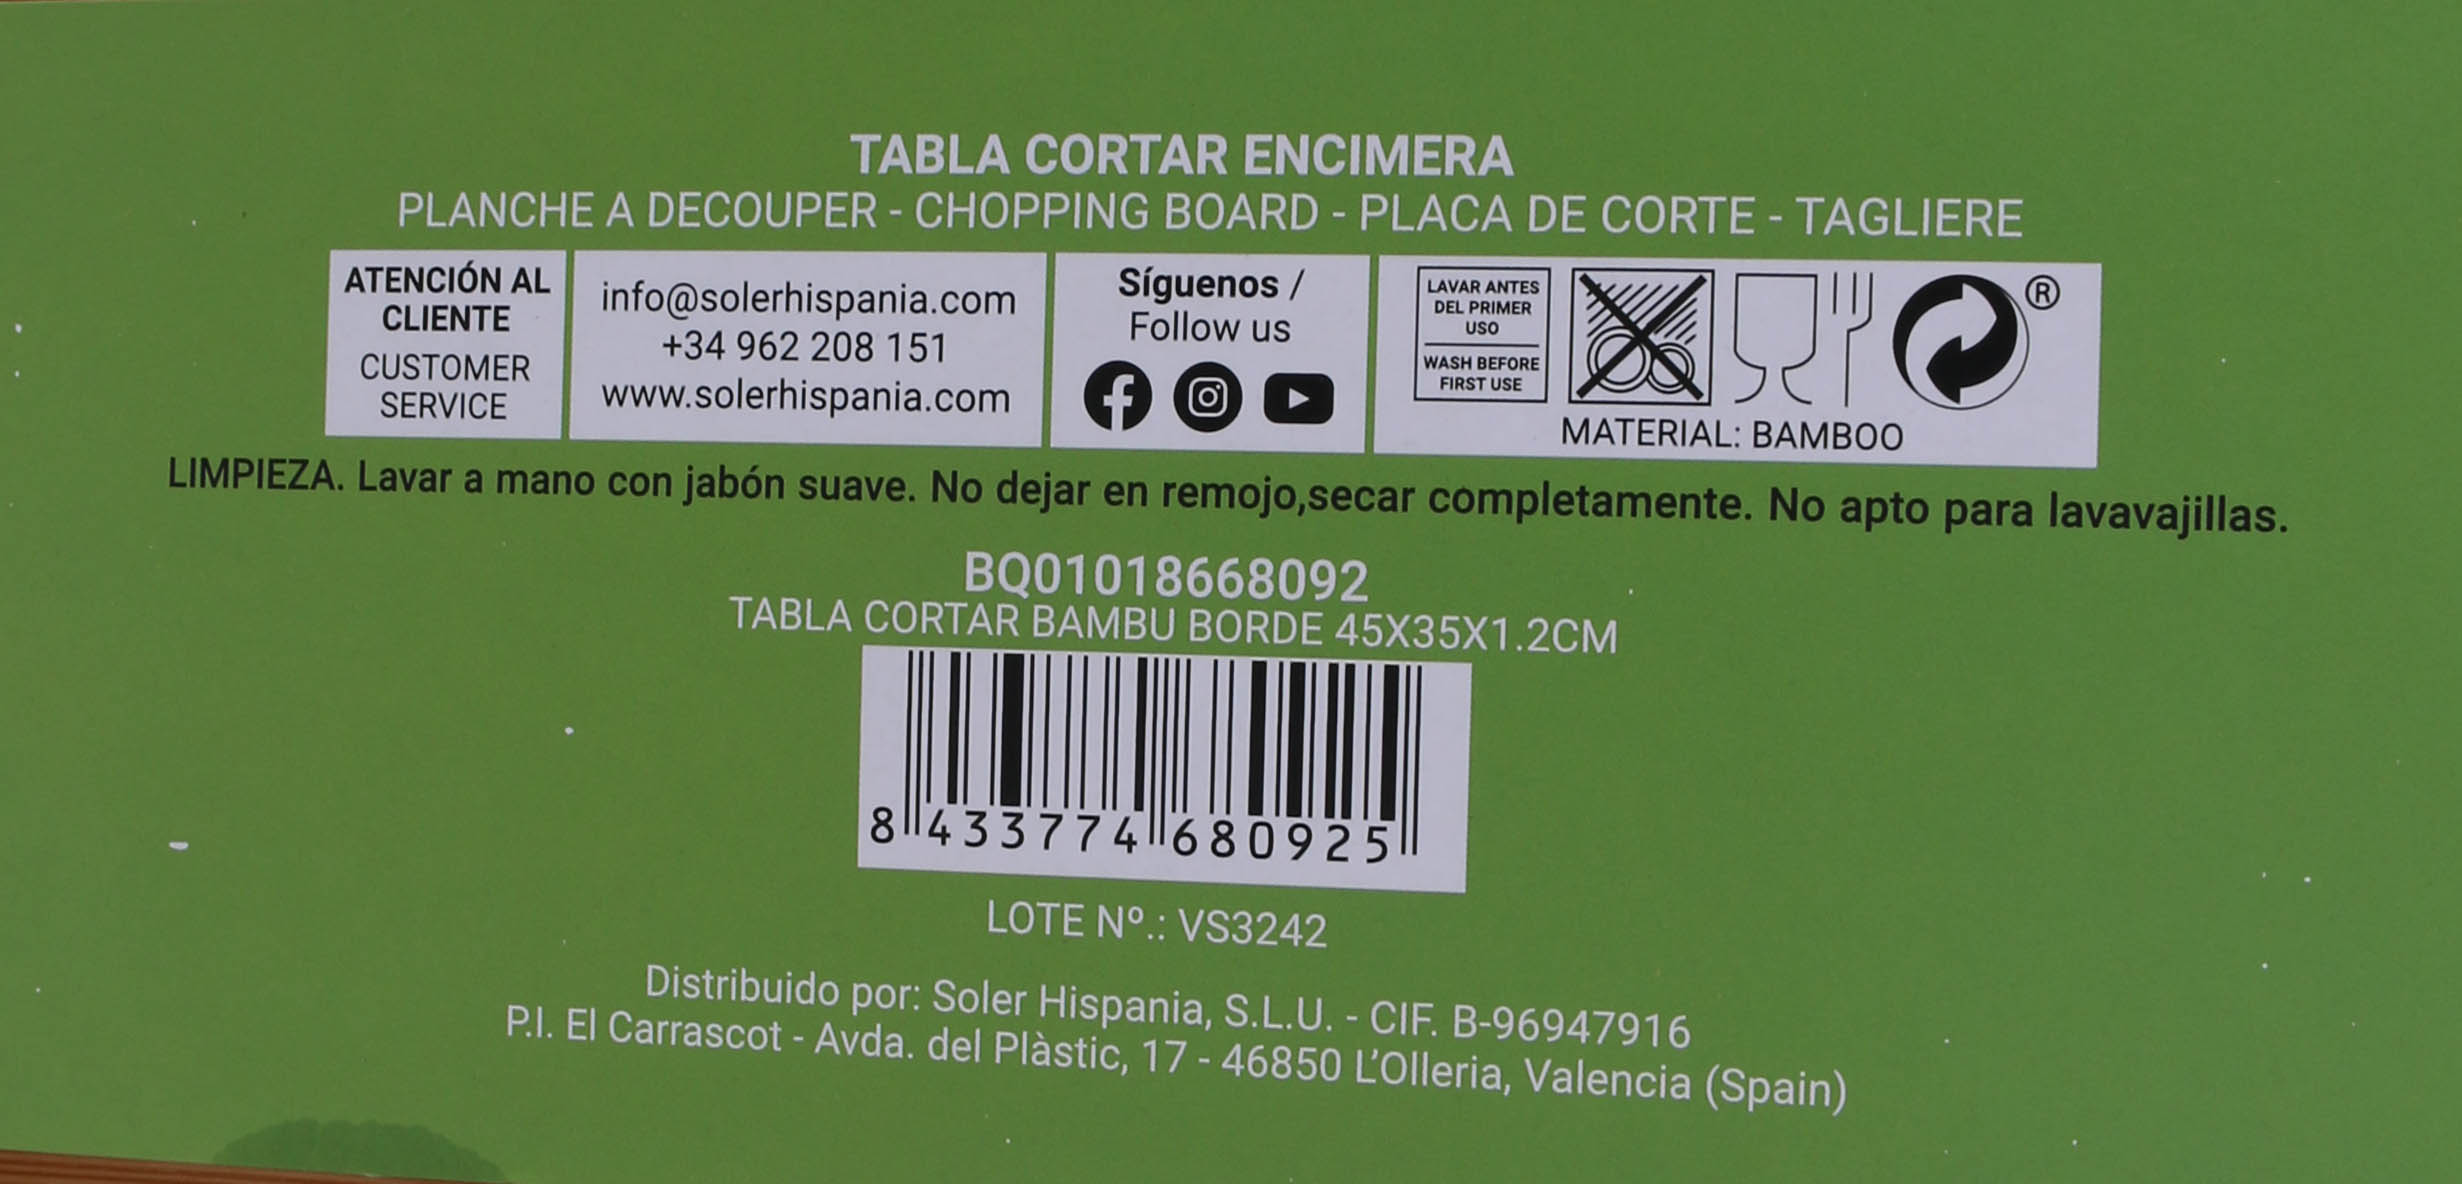 TABLA CORTAR ENCIMERA
PLANCHE A DECOUPER - CHOPPING BOARD - PLACA DE CORTE - TAGLIERE
ATENCIÓN AL
CLIENTE
CUSTOMER
SERVICE
info@solerhispania.com
+34 962 208 151
www.solerhispania.com
Síguenos /
Follow us
LAVAR ANTES
DEL PRIMER
USO
WASH BEFORE
FIRST USE
®
MATERIAL: BAMBOO
LIMPIEZA. Lavar a mano con jabón suave. No dejar en remojo,secar completamente. No apto para lavavajillas.
BQ01018668092
TABLA CORTAR BAMBU BORDE 45X35X1.2CM
8 433774 680925
LOTE Nº.: VS3242
Distribuido por: Soler Hispania, S.L.U. - CIF. B-96947916
P.I. El Carrascot - Avda. del Plàstic, 17 - 46850 L'Olleria, Valencia (Spain)